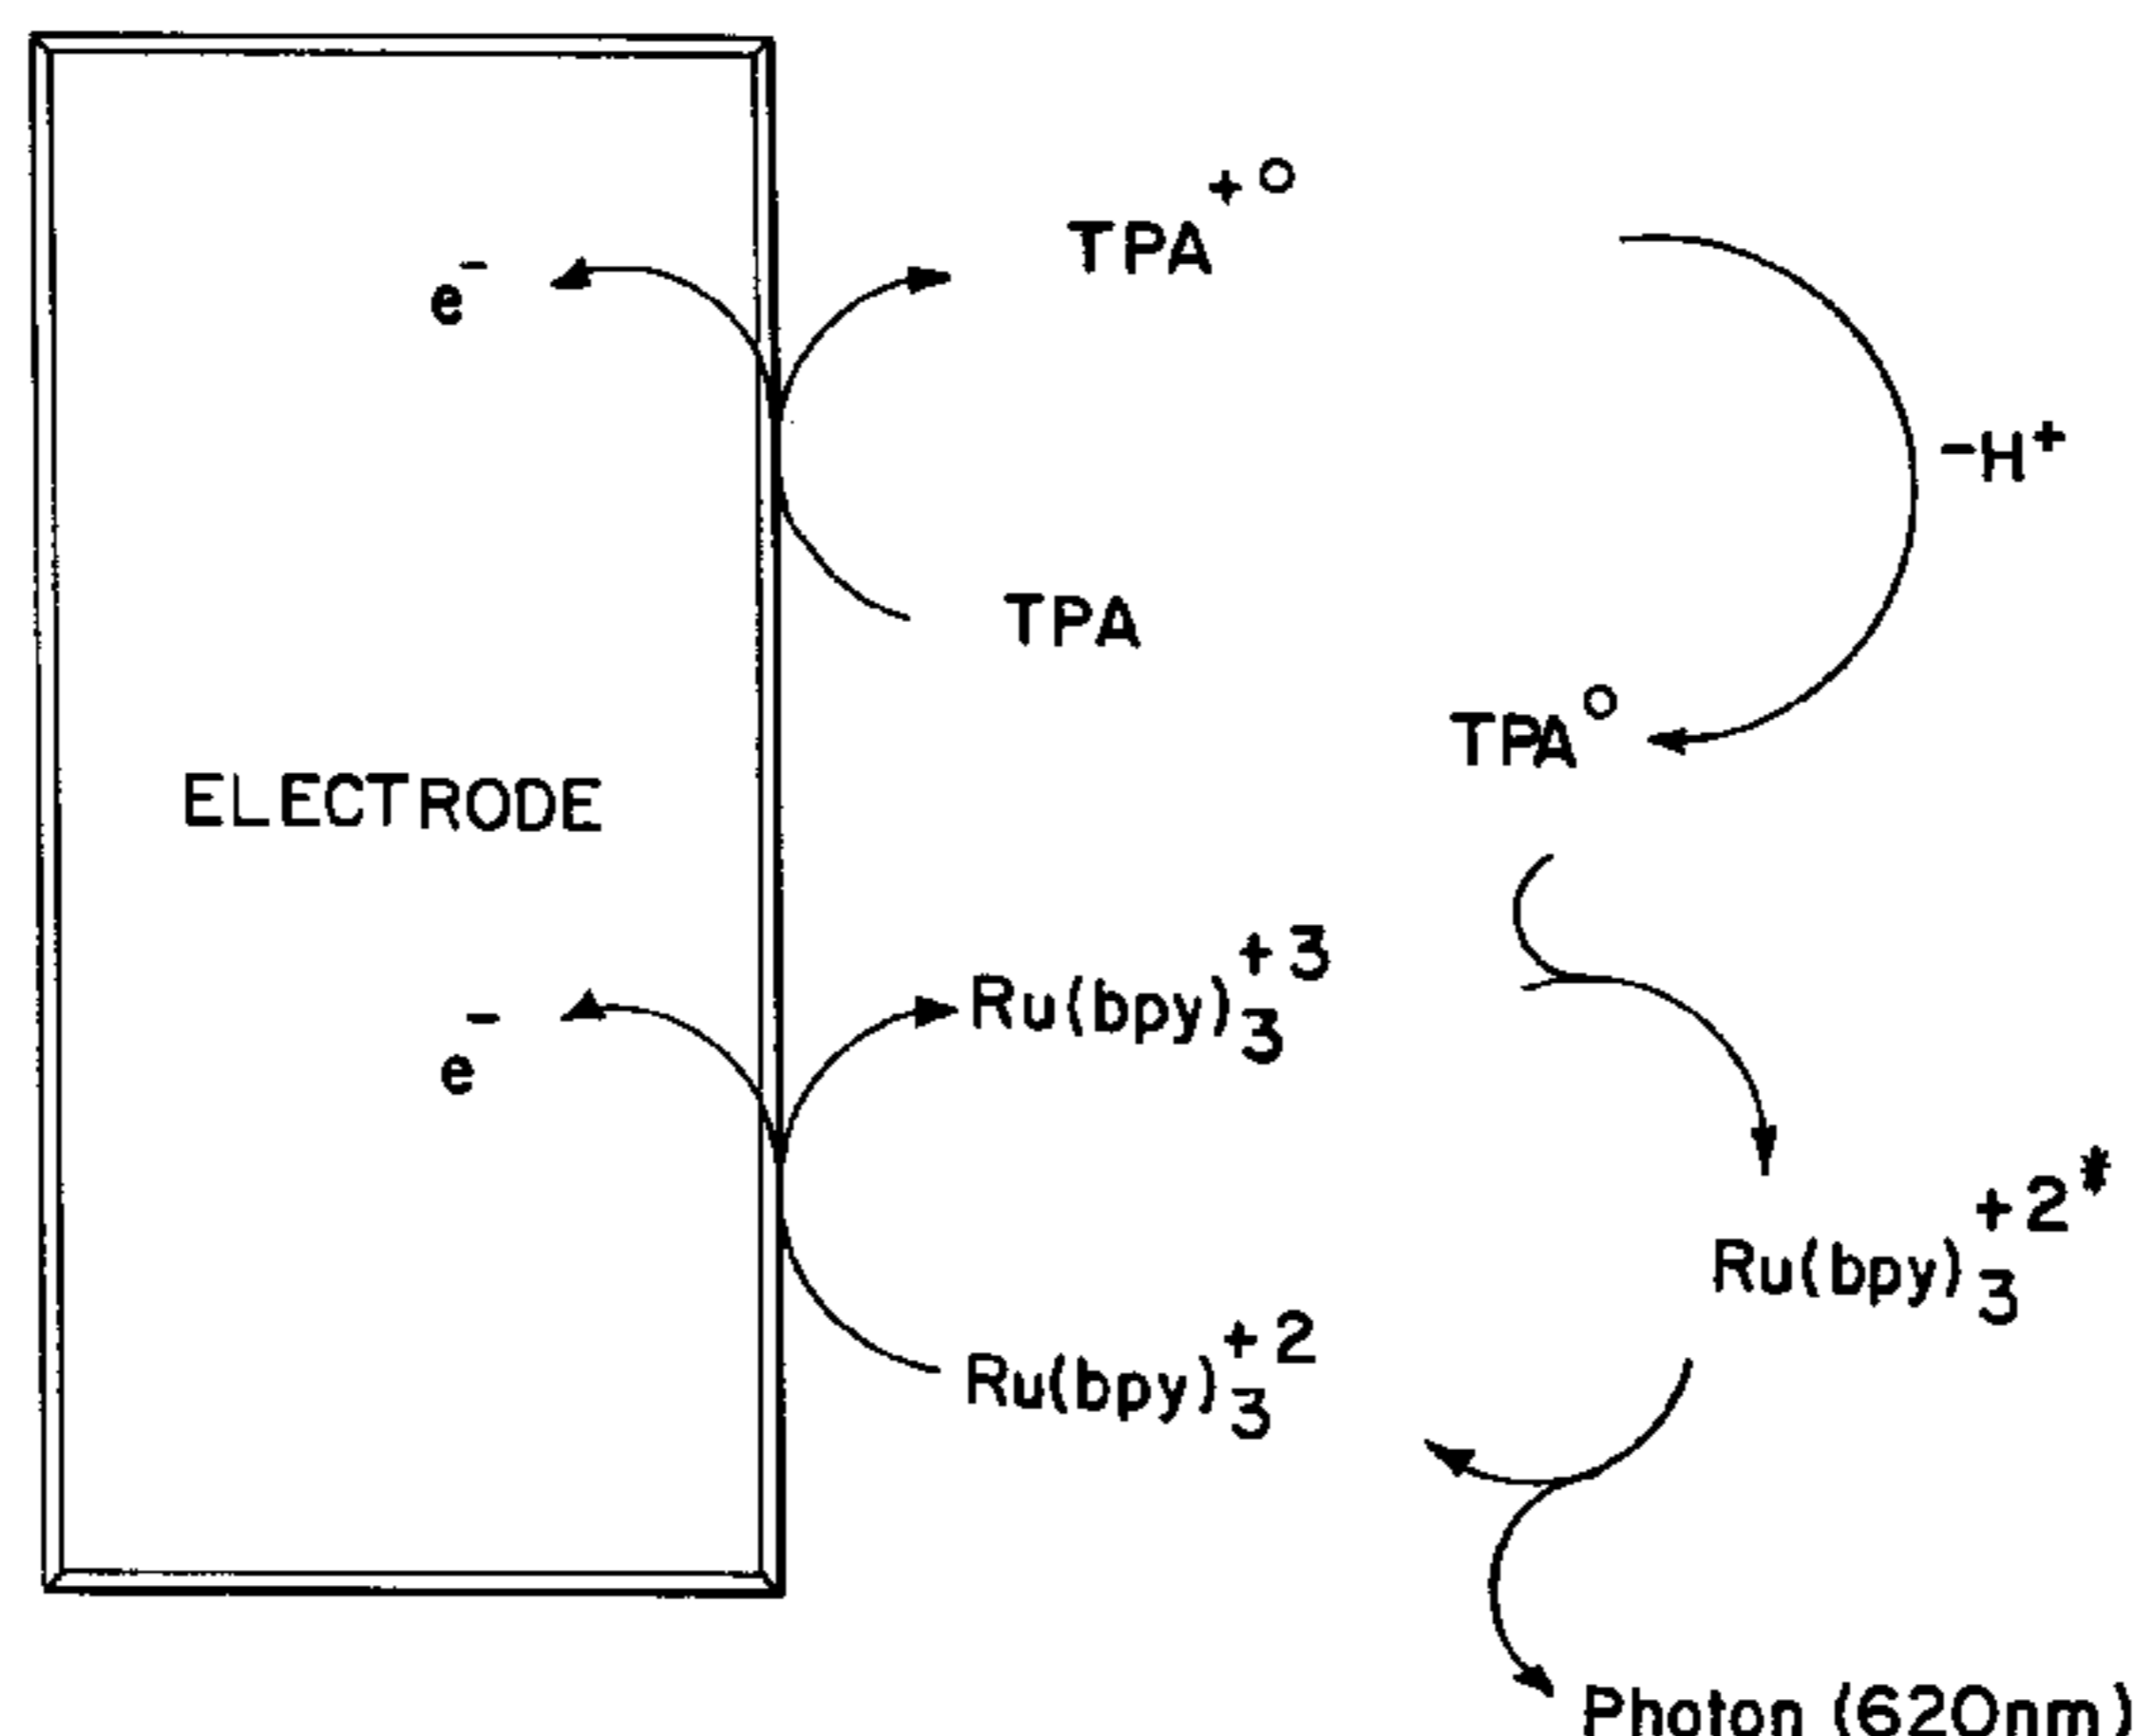 TPA+°
e-
-H+
TPA
TPA°
ELECTRODE
Ru(bpy)3+3
e-
Ru(bpy)3+2*
Ru(bpy)3+2
Photon (620nm)